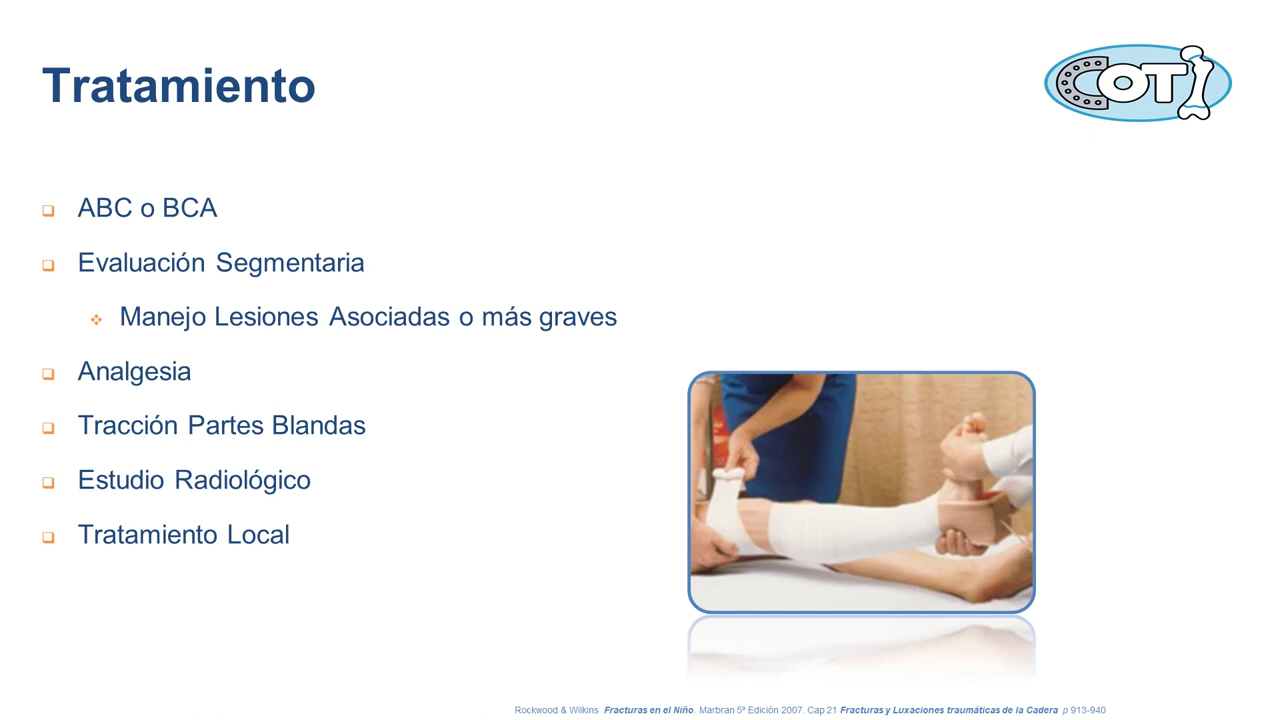 Tratamiento
COTI
ABC o BCA
Evaluación Segmentaria
Manejo Lesiones Asociadas o más graves
Analgesia
Tracción Partes Blandas
Estudio Radiológico
Tratamiento Local
Rockwood & Wilkins Fracturas en el Niño. Marbran 5ª Edición 2007. Cap 21 Fracturas y Luxaciones traumáticas de la Cadera p 913-940